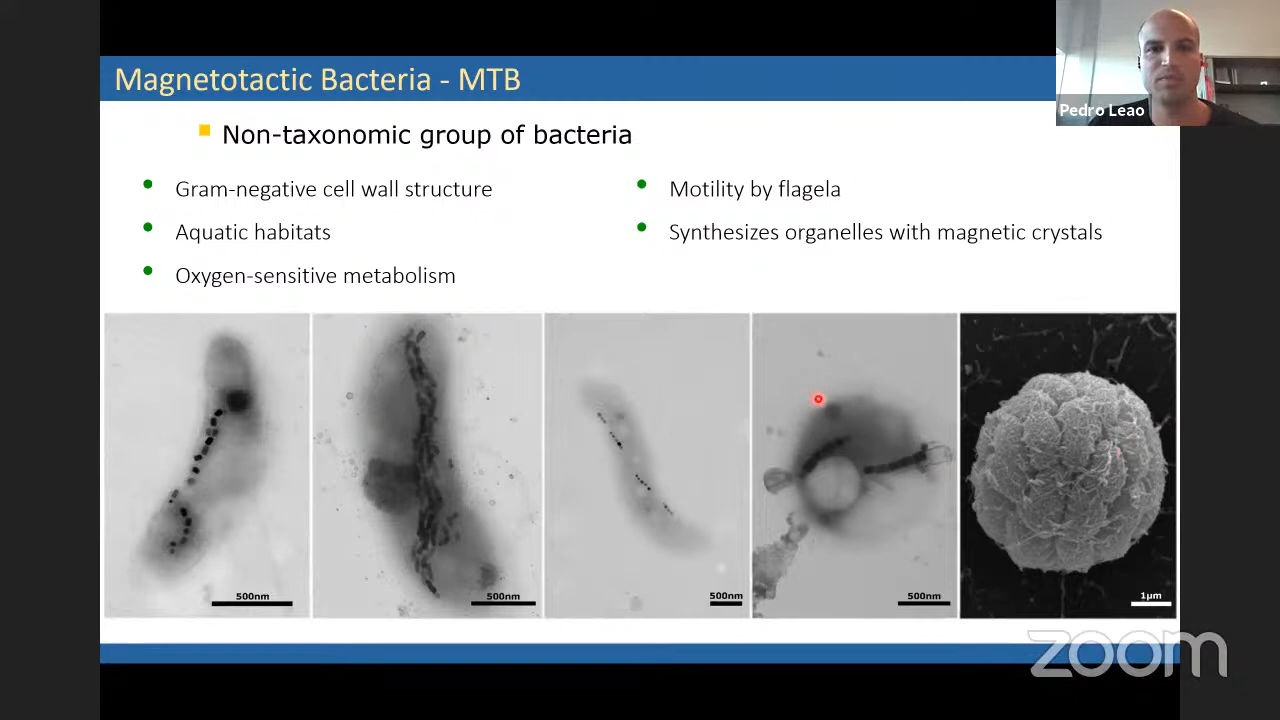 Magnetotactic Bacteria - MTB
Pedro Leao
Non-taxonomic group of bacteria
Gram-negative cell wall structure
Aquatic habitats
Oxygen-sensitive metabolism
Motility by flagela
Synthesizes organelles with magnetic crystals
500nm
500nm
500nm
500nm
1µm
zoom